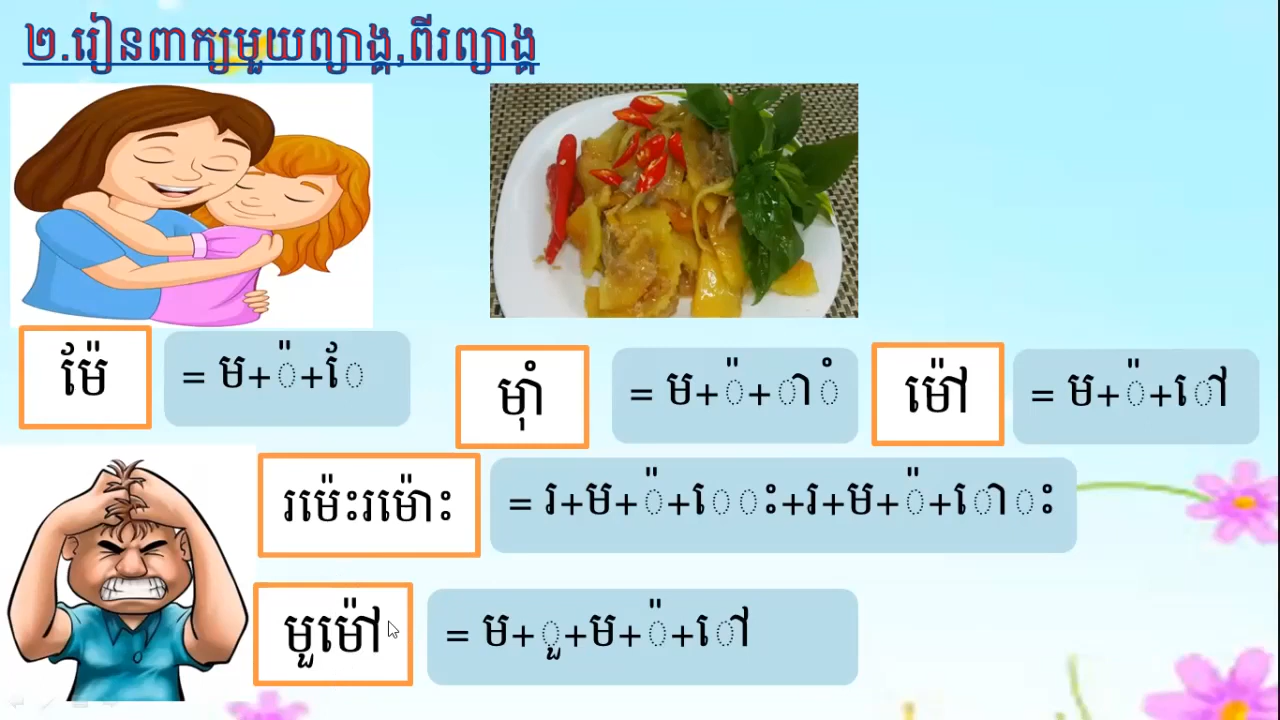 ២.រៀនពាក្យមួយព្យាង្គ,ពីរព្យាង្គ
ម៉ែ = ម+៉+ែ
ម៉ាំ = ម+៉+ាំ
ម៉ៅ = ម+៉+ៅ
រម៉េះរម៉ោះ = រ+ម+៉+េះ+រ+ម+៉+ោះ
មួម៉ៅ = ម+ួ+ម+៉+ៅ